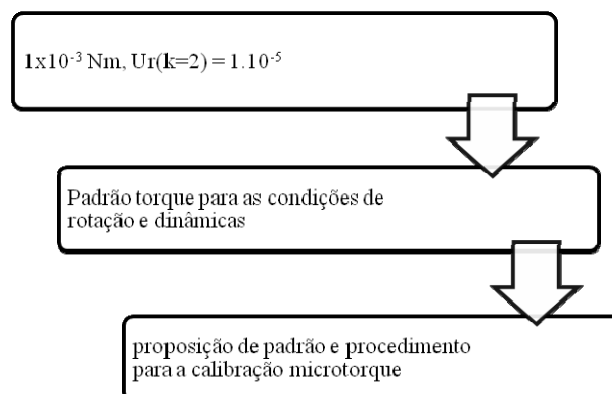 1x10⁻³ Nm, Ur(k=2) = 1.10⁻⁵
Padrão torque para as condições de
rotação e dinâmicas
proposição de padrão e procedimento
para a calibração microtorque